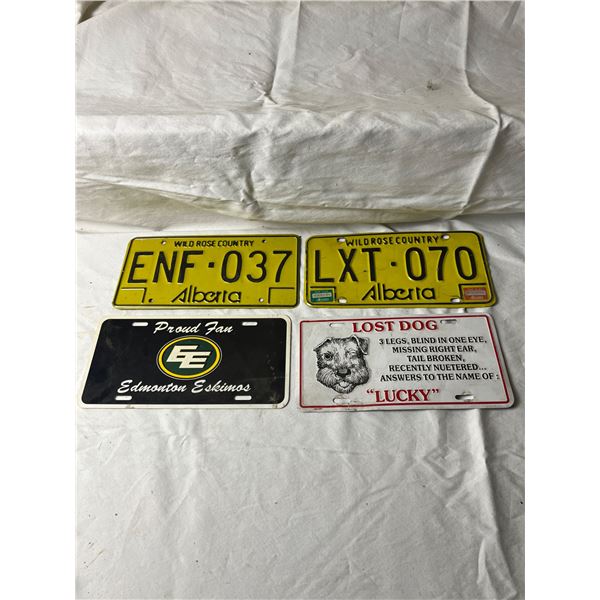 WILD ROSE COUNTRY
ENF·037
Alberta
WILD ROSE COUNTRY
LXT·070
Alberta
Proud Fan
EE
Edmonton Eskimos
LOST DOG
3 LEGS, BLIND IN ONE EYE,
MISSING RIGHT EAR,
TAIL BROKEN,
RECENTLY NUETERED...
ANSWERS TO THE NAME OF:
"LUCKY"